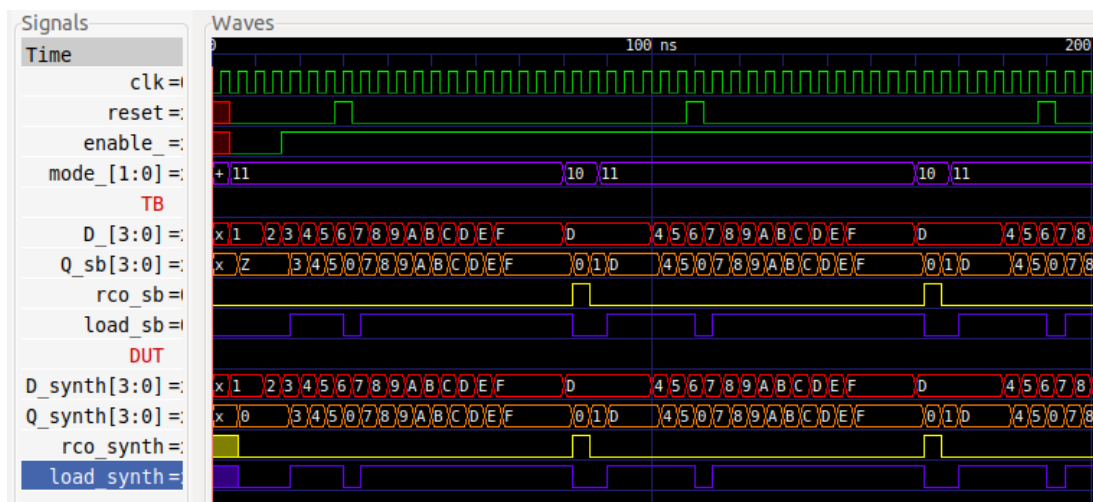 Signals
Waves
Time
0 100 ns 200
clk =0
reset =x
enable_ =x
mode_[1:0] =x + 11 10 11 10 11
TB
D_[3:0] =x x 1 2 3 4 5 6 7 8 9 A B C D E F D 4 5 6 7 8 9 A B C D E F D 4 5 6 7 8
Q_sb[3:0] =x x Z 3 4 5 0 7 8 9 A B C D E F 0 1 D 4 5 0 7 8 9 A B C D E F 0 1 D 4 5 0 7 8
rco_sb =0
load_sb =0
DUT
D_synth[3:0] =x x 1 2 3 4 5 6 7 8 9 A B C D E F D 4 5 6 7 8 9 A B C D E F D 4 5 6 7 8
Q_synth[3:0] =x x 0 3 4 5 0 7 8 9 A B C D E F 0 1 D 4 5 0 7 8 9 A B C D E F 0 1 D 4 5 0 7 8
rco_synth =x
load_synth =x